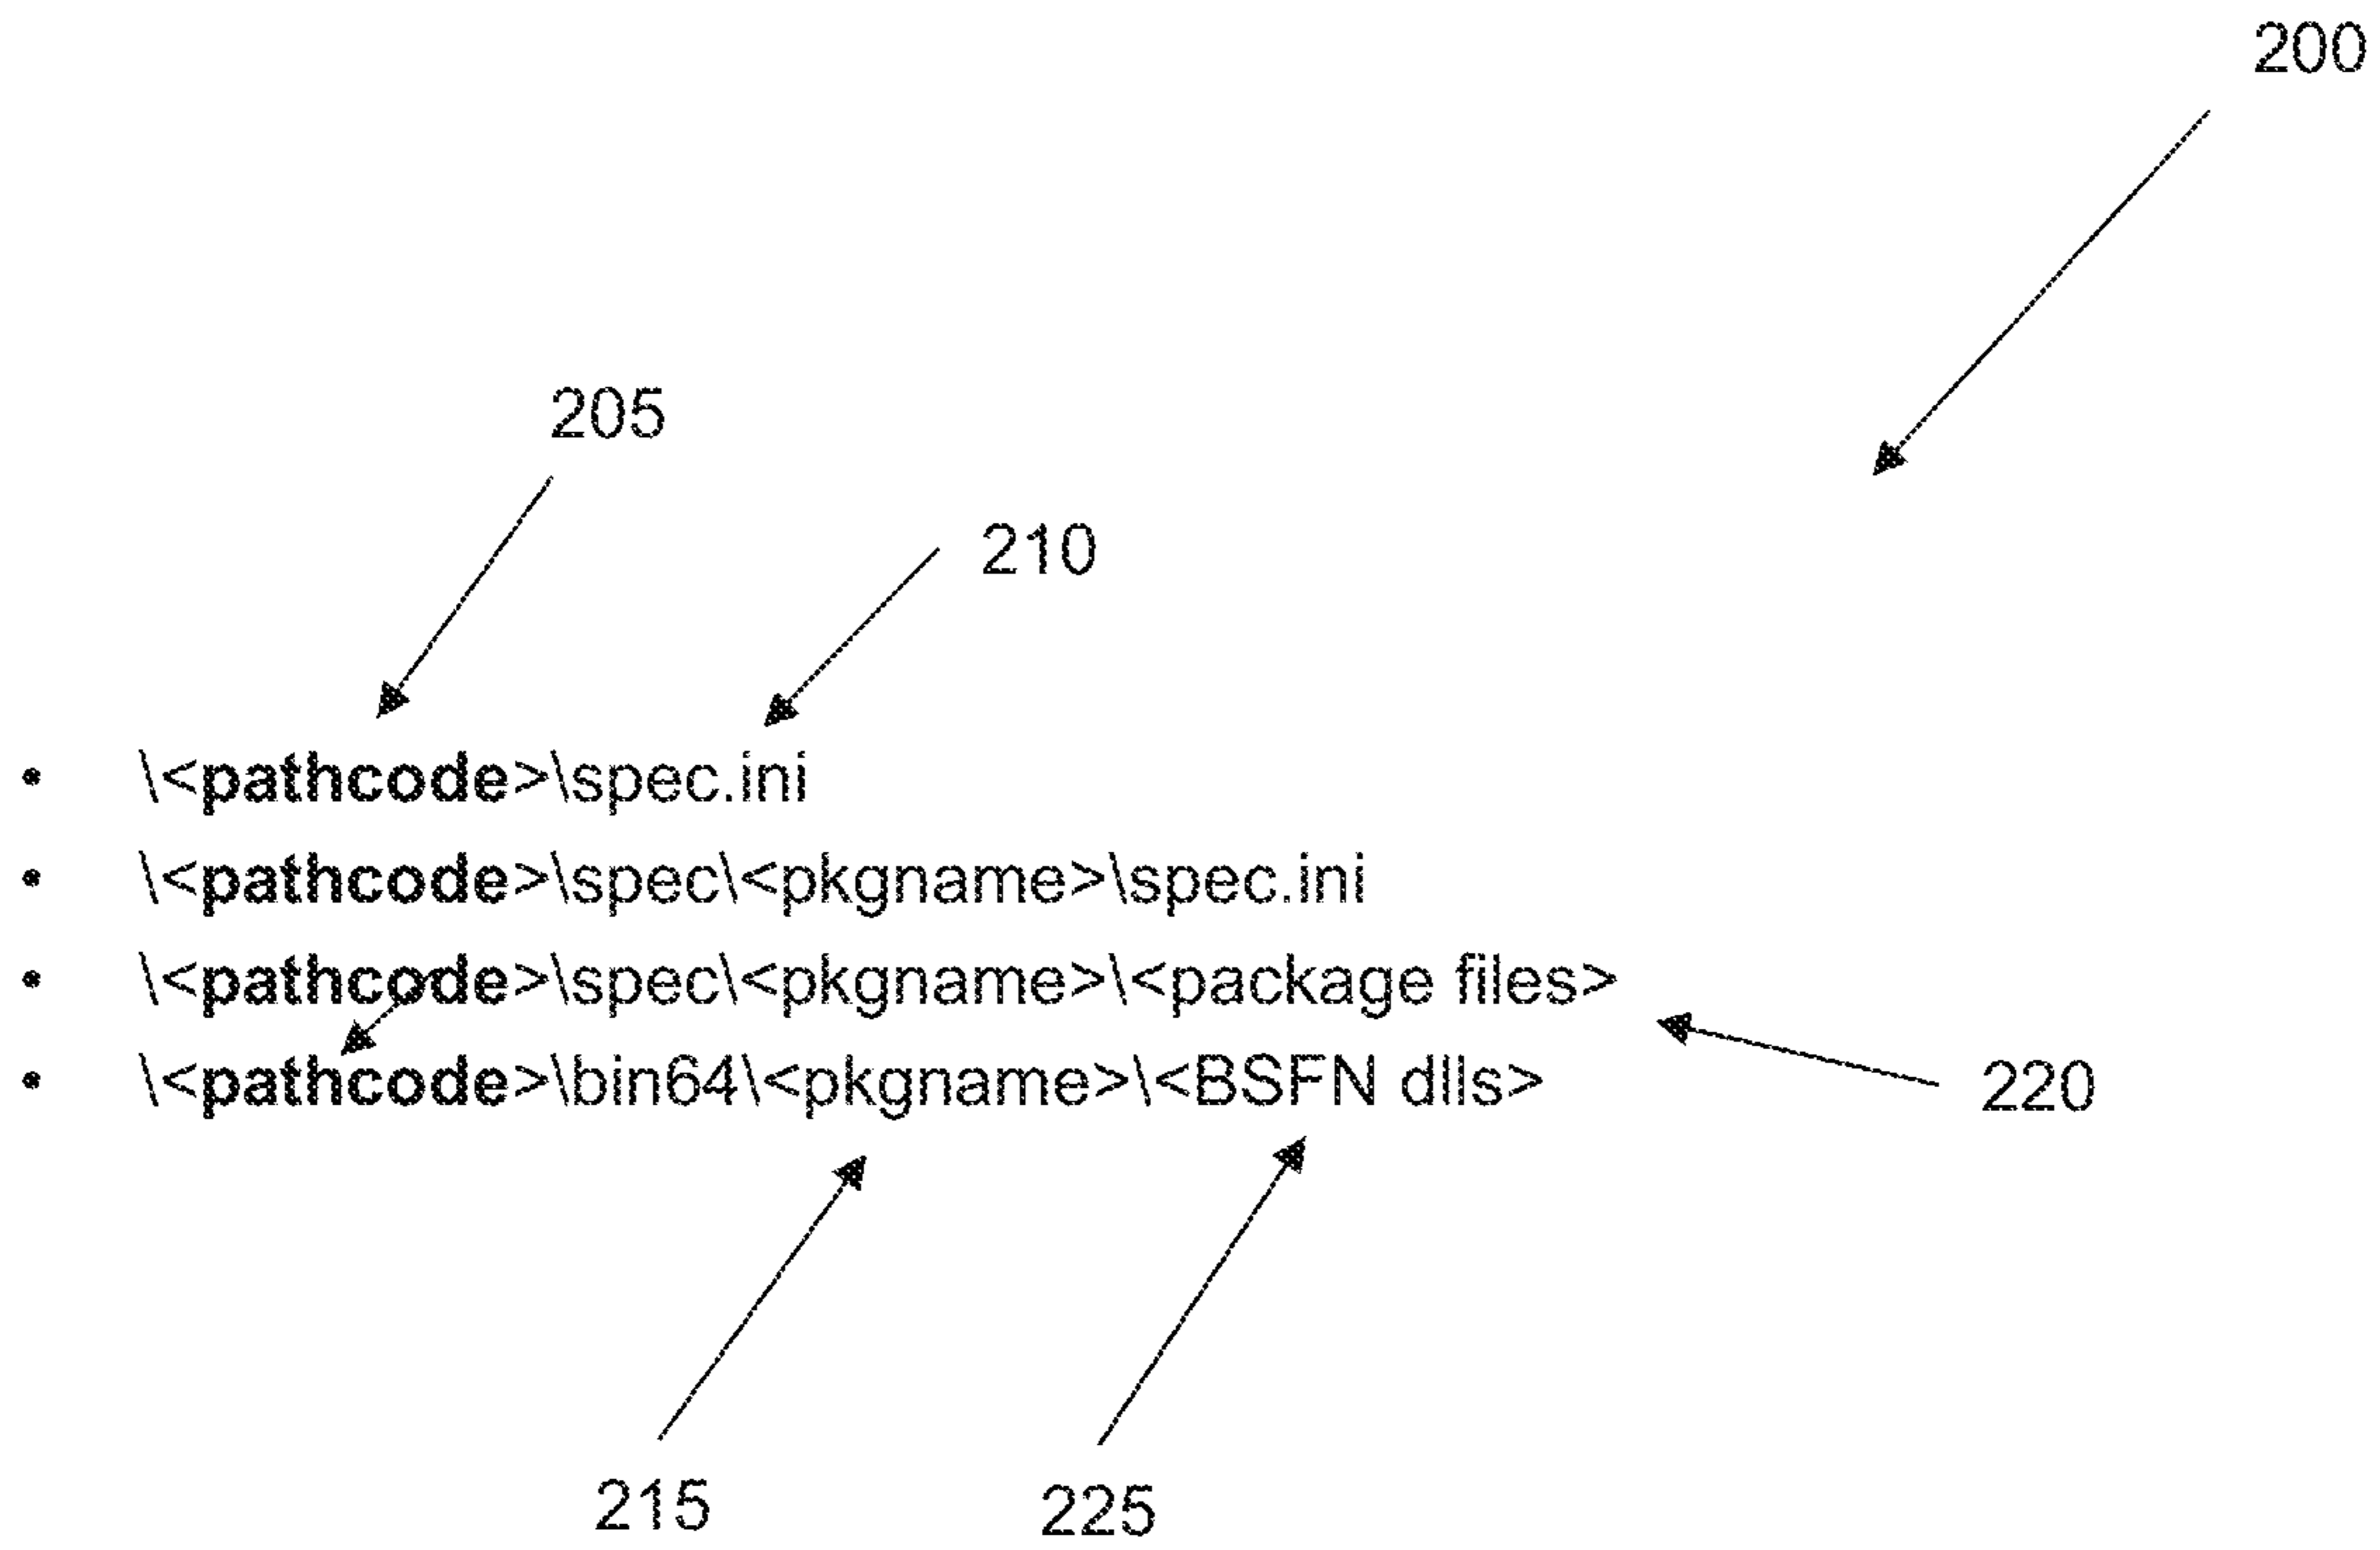 200
205
210
• \<pathcode>\spec.ini
• \<pathcode>\spec\<pkgname>\spec.ini
• \<pathcode>\spec\<pkgname>\<package files>
• \<pathcode>\bin64\<pkgname>\<BSFN dlls>
220
215
225